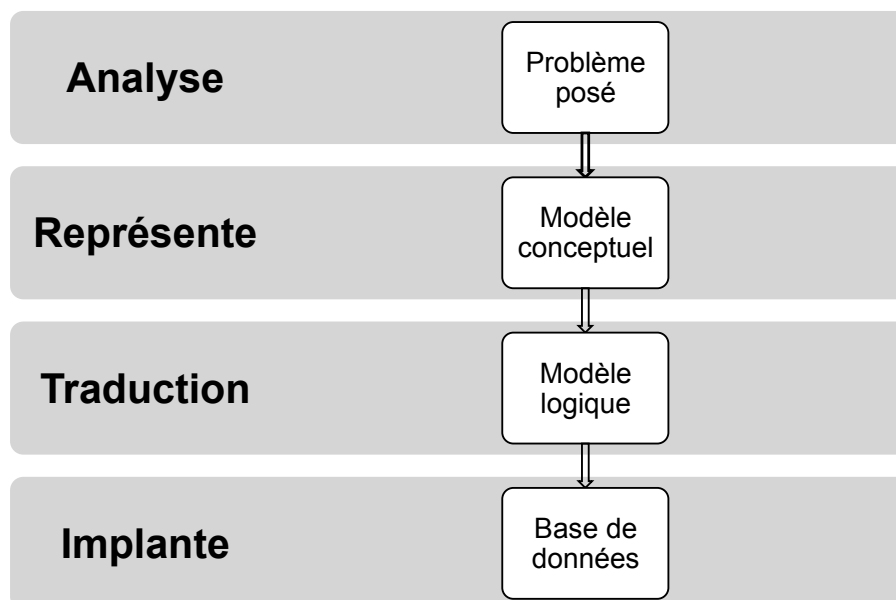 Analyse
Problème
posé
Représente
Modèle
conceptuel
Traduction
Modèle
logique
Implante
Base de
données